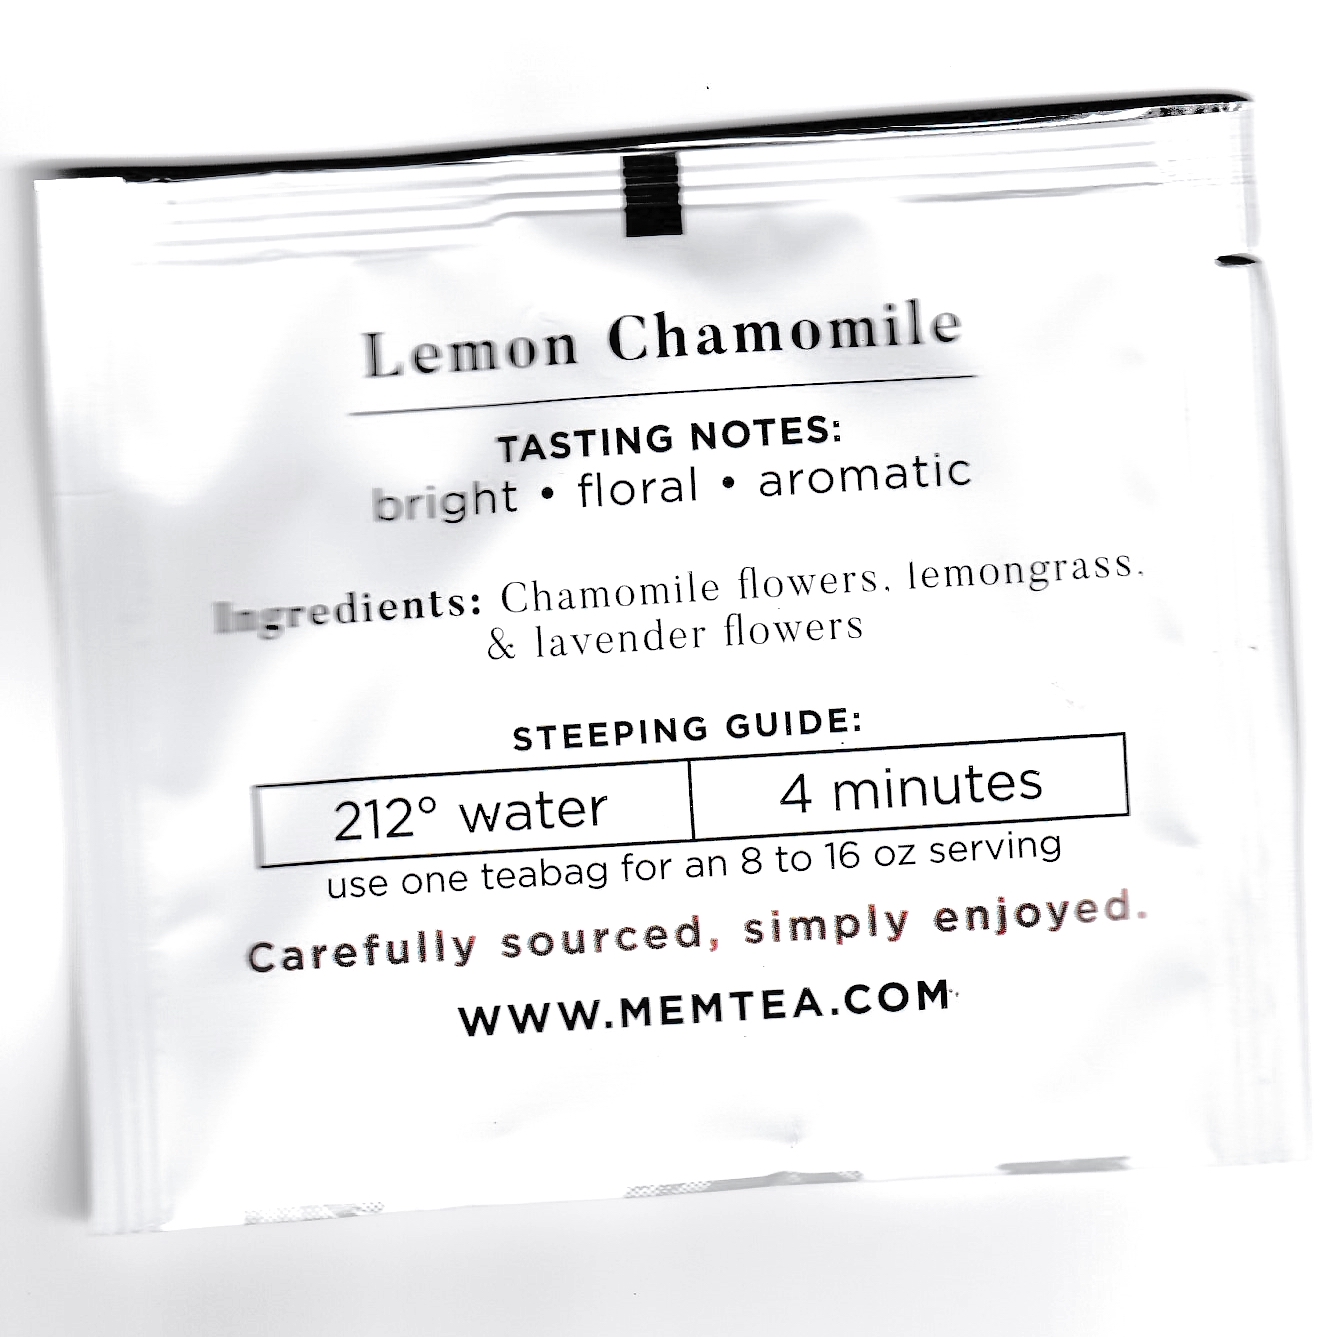 Lemon Chamomile
TASTING NOTES:
bright • floral • aromatic
Ingredients: Chamomile flowers, lemongrass,
& lavender flowers
STEEPING GUIDE:
212° water 4 minutes
use one teabag for an 8 to 16 oz serving
Carefully sourced, simply enjoyed.
WWW.MEMTEA.COM